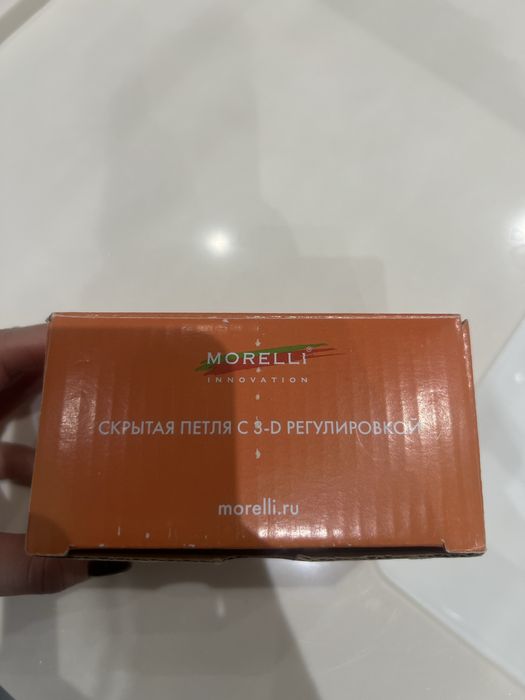 MORELLI®
INNOVATION
СКРЫТАЯ ПЕТЛЯ С 3-D РЕГУЛИРОВКОЙ
morelli.ru